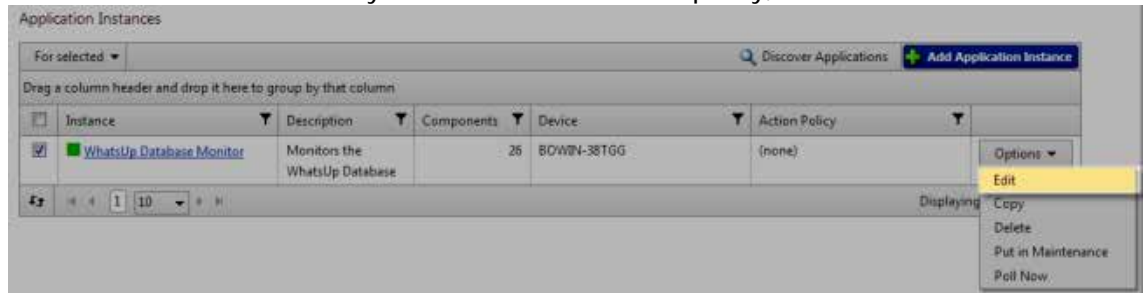 Application Instances
For selected
Discover Applications
Add Application Instance
Drag a column header and drop it here to group by that column
Instance Description Components Device Action Policy
WhatsUp Database Monitor Monitors the 26 BOWIN-38TGG (none) Options
WhatsUp Database
Edit
1 10 Displaying
Copy
Delete
Put in Maintenance
Poll Now